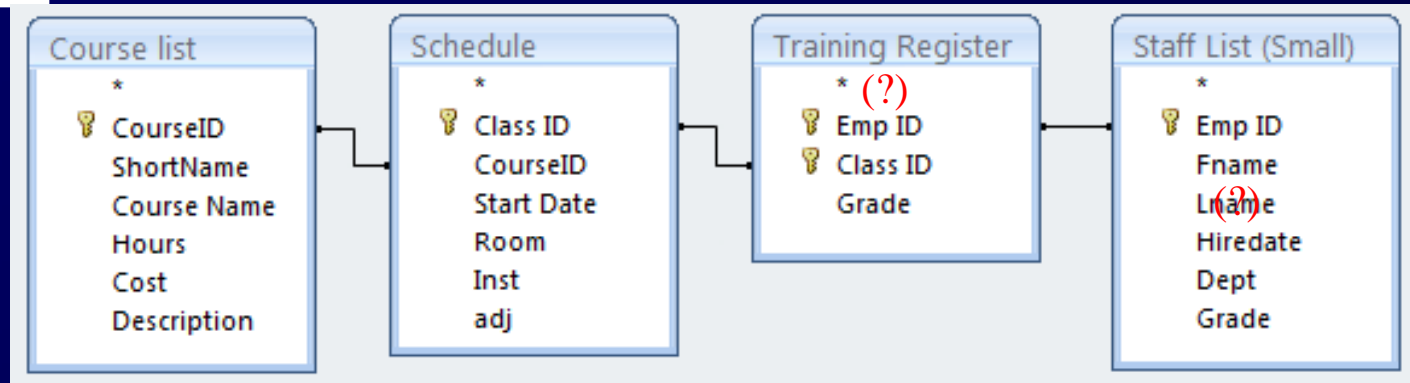 Course list
*
CourseID
ShortName
Course Name
Hours
Cost
Description
Schedule
*
Class ID
CourseID
Start Date
Room
Inst
adj
Training Register
* (?)
Emp ID
Class ID
Grade
Staff List (Small)
*
Emp ID
Fname
Lname
(?)
Hiredate
Dept
Grade